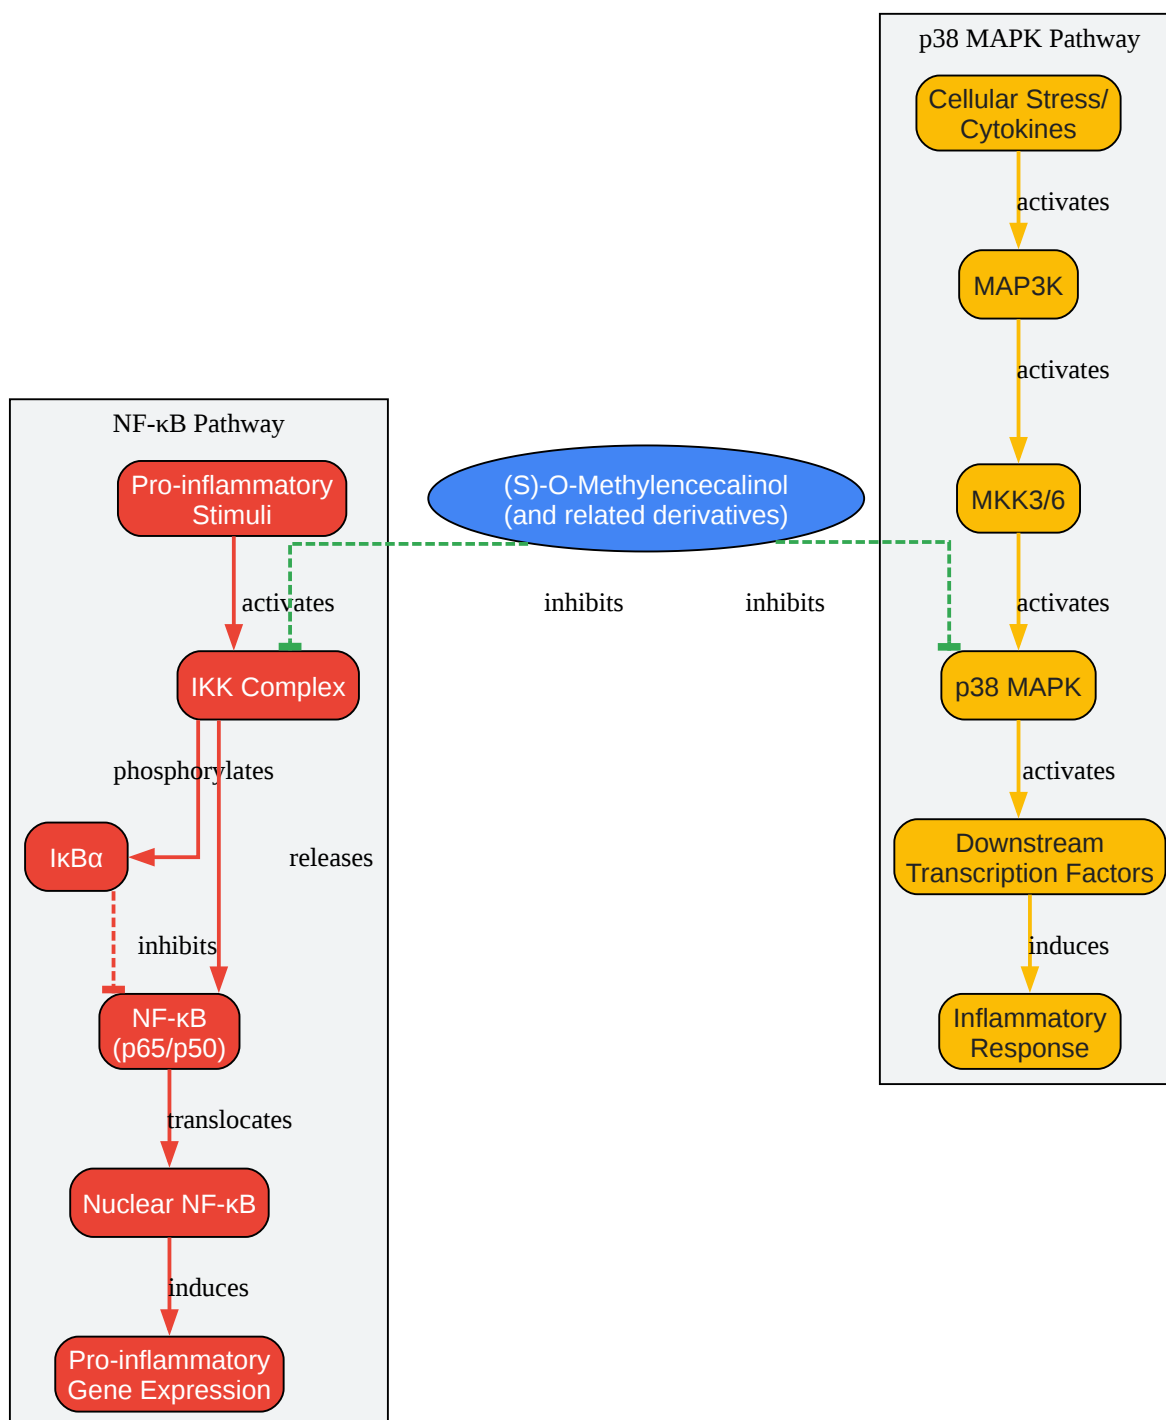 p38 MAPK Pathway
Cellular Stress/
Cytokines
activates
MAP3K
activates
MKK3/6
activates
p38 MAPK
activates
Downstream
Transcription Factors
induces
Inflammatory
Response
(S)-O-Methylencecalinol
(and related derivatives)
inhibits
inhibits
NF-κB Pathway
Pro-inflammatory
Stimuli
activates
IKK Complex
phosphorylates
IκBα
releases
inhibits
NF-κB
(p65/p50)
translocates
Nuclear NF-κB
induces
Pro-inflammatory
Gene Expression